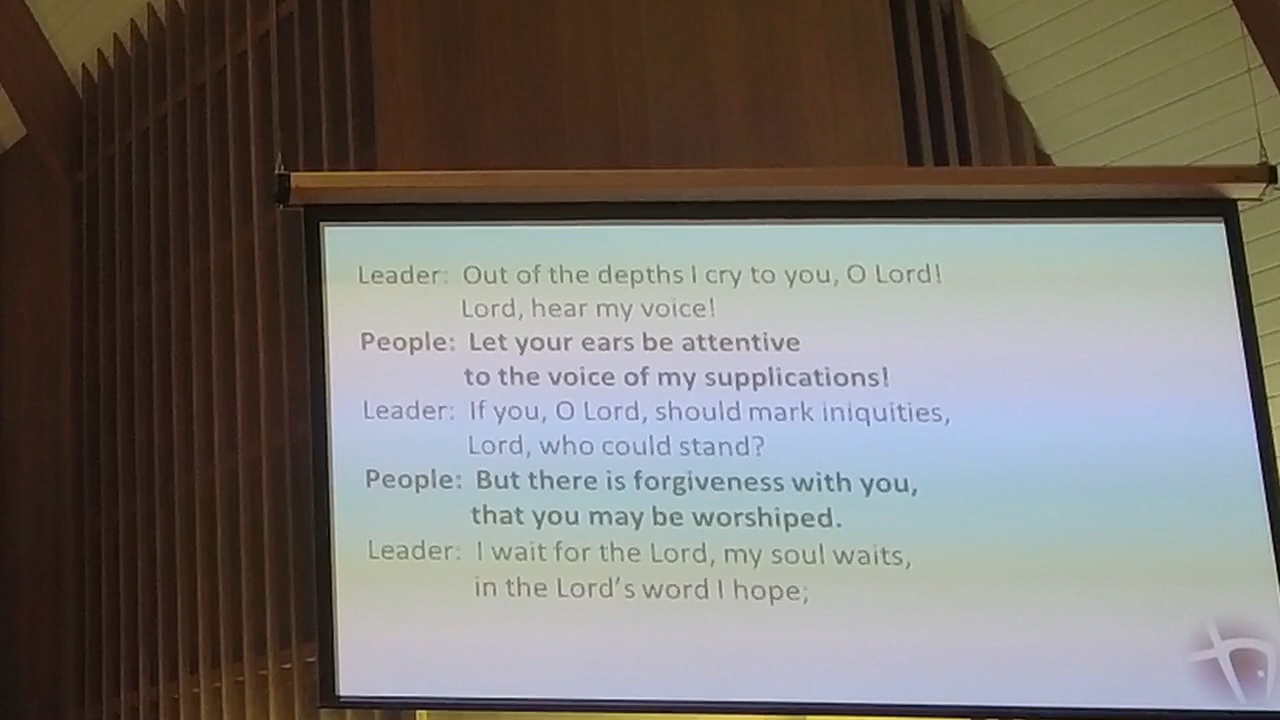 Leader: Out of the depths I cry to you, O Lord!
Lord, hear my voice!
People: Let your ears be attentive
to the voice of my supplications!
Leader: If you, O Lord, should mark iniquities,
Lord, who could stand?
People: But there is forgiveness with you,
that you may be worshiped.
Leader: I wait for the Lord, my soul waits,
in the Lord's word I hope;